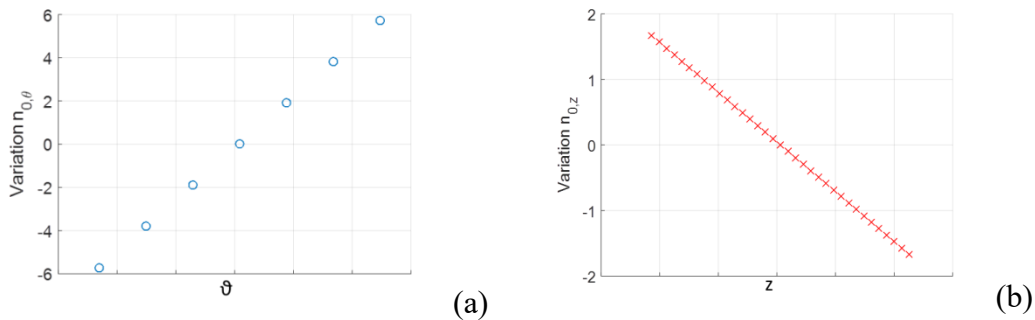 6
4
2
0
-2
-4
-6
Variation n0,θ
ϑ
(a)
2
1
0
-1
-2
Variation n0,z
z
(b)